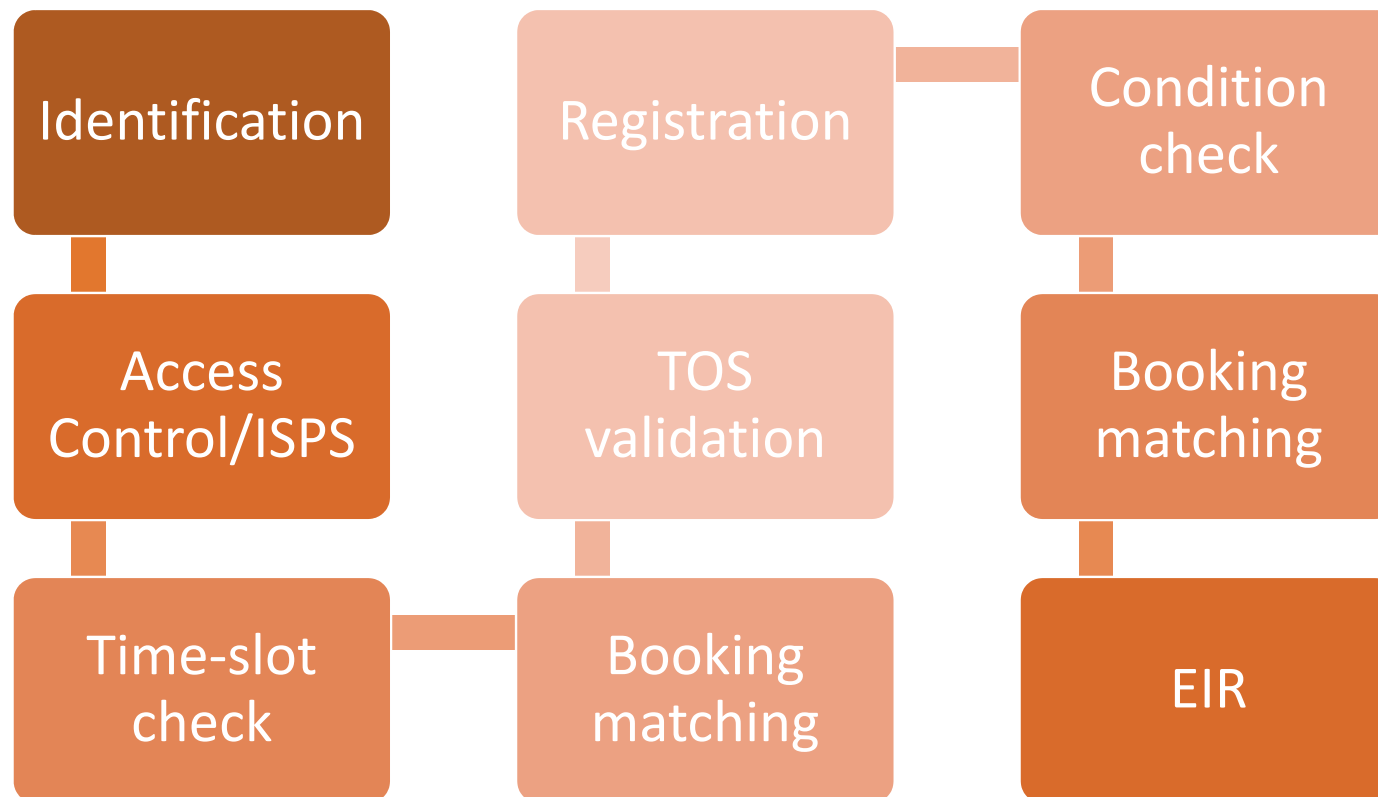 Identification
Access
Control/ISPS
Time-slot
check
Booking
matching
TOS
validation
Registration
Condition
check
Booking
matching
EIR